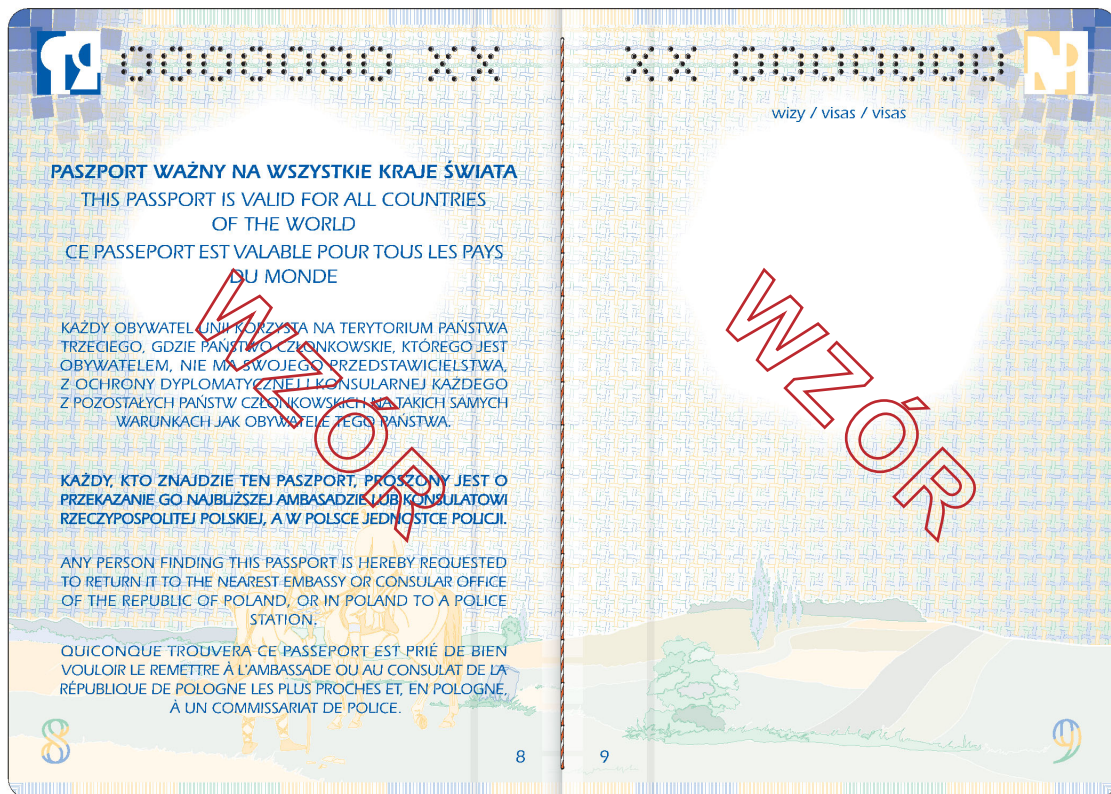 0000000 XX
PASZPORT WAŻNY NA WSZYSTKIE KRAJE ŚWIATA
THIS PASSPORT IS VALID FOR ALL COUNTRIES
OF THE WORLD
CE PASSEPORT EST VALABLE POUR TOUS LES PAYS
DU MONDE
KAŻDY OBYWATEL UNII KORZYSTA NA TERYTORIUM PAŃSTWA
TRZECIEGO, GDZIE PAŃSTWO CZŁONKOWSKIE, KTÓREGO JEST
OBYWATELEM, NIE MA SWOJEGO PRZEDSTAWICIELSTWA,
Z OCHRONY DYPLOMATYCZNEJ I KONSULARNEJ KAŻDEGO
Z POZOSTAŁYCH PAŃSTW CZŁONKOWSKICH NA TAKICH SAMYCH
WARUNKACH JAK OBYWATELE TEGO PAŃSTWA.
KAŻDY, KTO ZNAJDZIE TEN PASZPORT, PROSZONY JEST O
PRZEKAZANIE GO NAJBLIŻSZEJ AMBASADZIE LUB KONSULATOWI
RZECZYPOSPOLITEJ POLSKIEJ, A W POLSCE JEDNOSTCE POLICJI.
ANY PERSON FINDING THIS PASSPORT IS HEREBY REQUESTED
TO RETURN IT TO THE NEAREST EMBASSY OR CONSULAR OFFICE
OF THE REPUBLIC OF POLAND, OR IN POLAND TO A POLICE
STATION.
QUICONQUE TROUVERA CE PASSEPORT EST PRIÉ DE BIEN
VOULOIR LE REMETTRE À L'AMBASSADE OU AU CONSULAT DE LA
RÉPUBLIQUE DE POLOGNE LES PLUS PROCHES ET, EN POLOGNE,
À UN COMMISSARIAT DE POLICE.
WZÓR
8
8
XX 0000000
RP
wizy / visas / visas
WZÓR
9
9